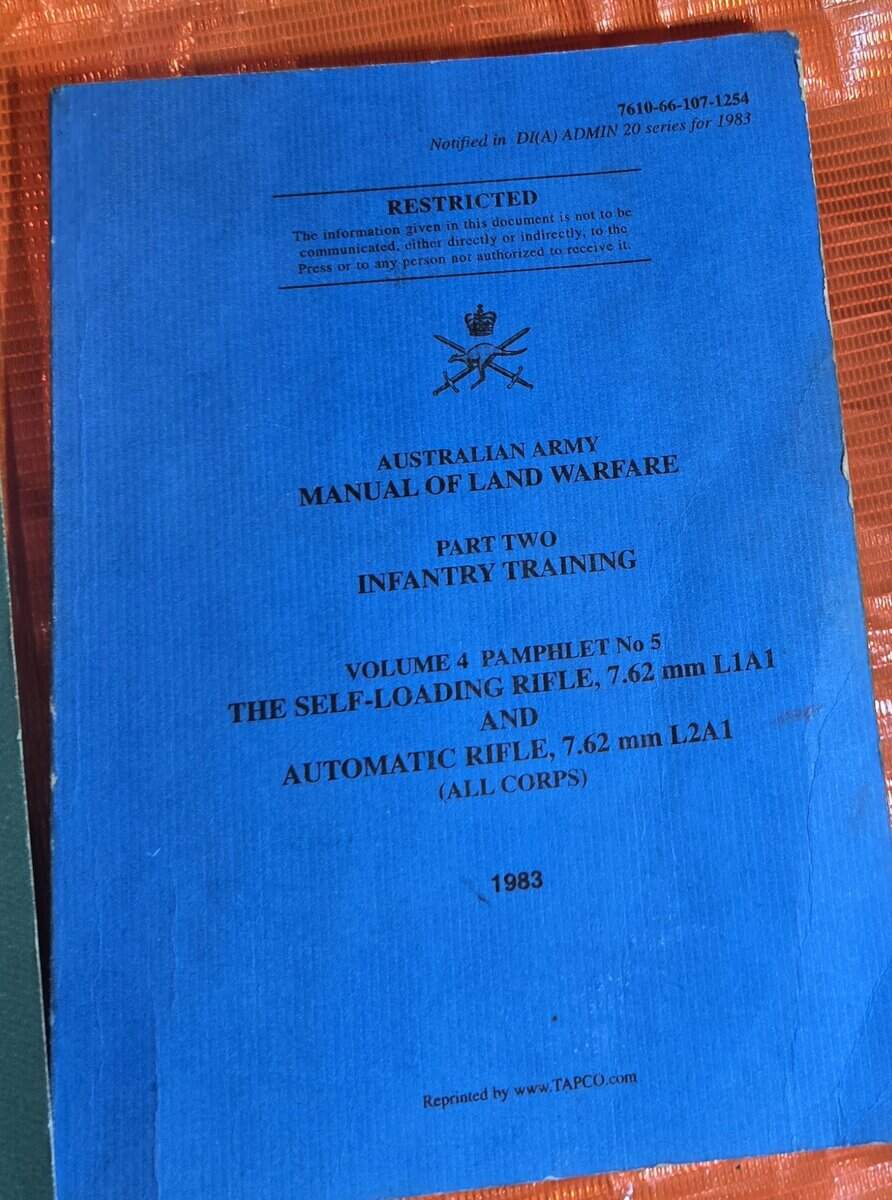 7610-66-107-1254
Notified in DI(A) ADMIN 20 series for 1983
RESTRICTED
The information given in this document is not to be
communicated, either directly or indirectly, to the
Press or to any person not authorized to receive it.
AUSTRALIAN ARMY
MANUAL OF LAND WARFARE
PART TWO
INFANTRY TRAINING
VOLUME 4 PAMPHLET No 5
THE SELF-LOADING RIFLE, 7.62 mm L1A1
AND
AUTOMATIC RIFLE, 7.62 mm L2A1
(ALL CORPS)
1983
Reprinted by www.TAPCO.com